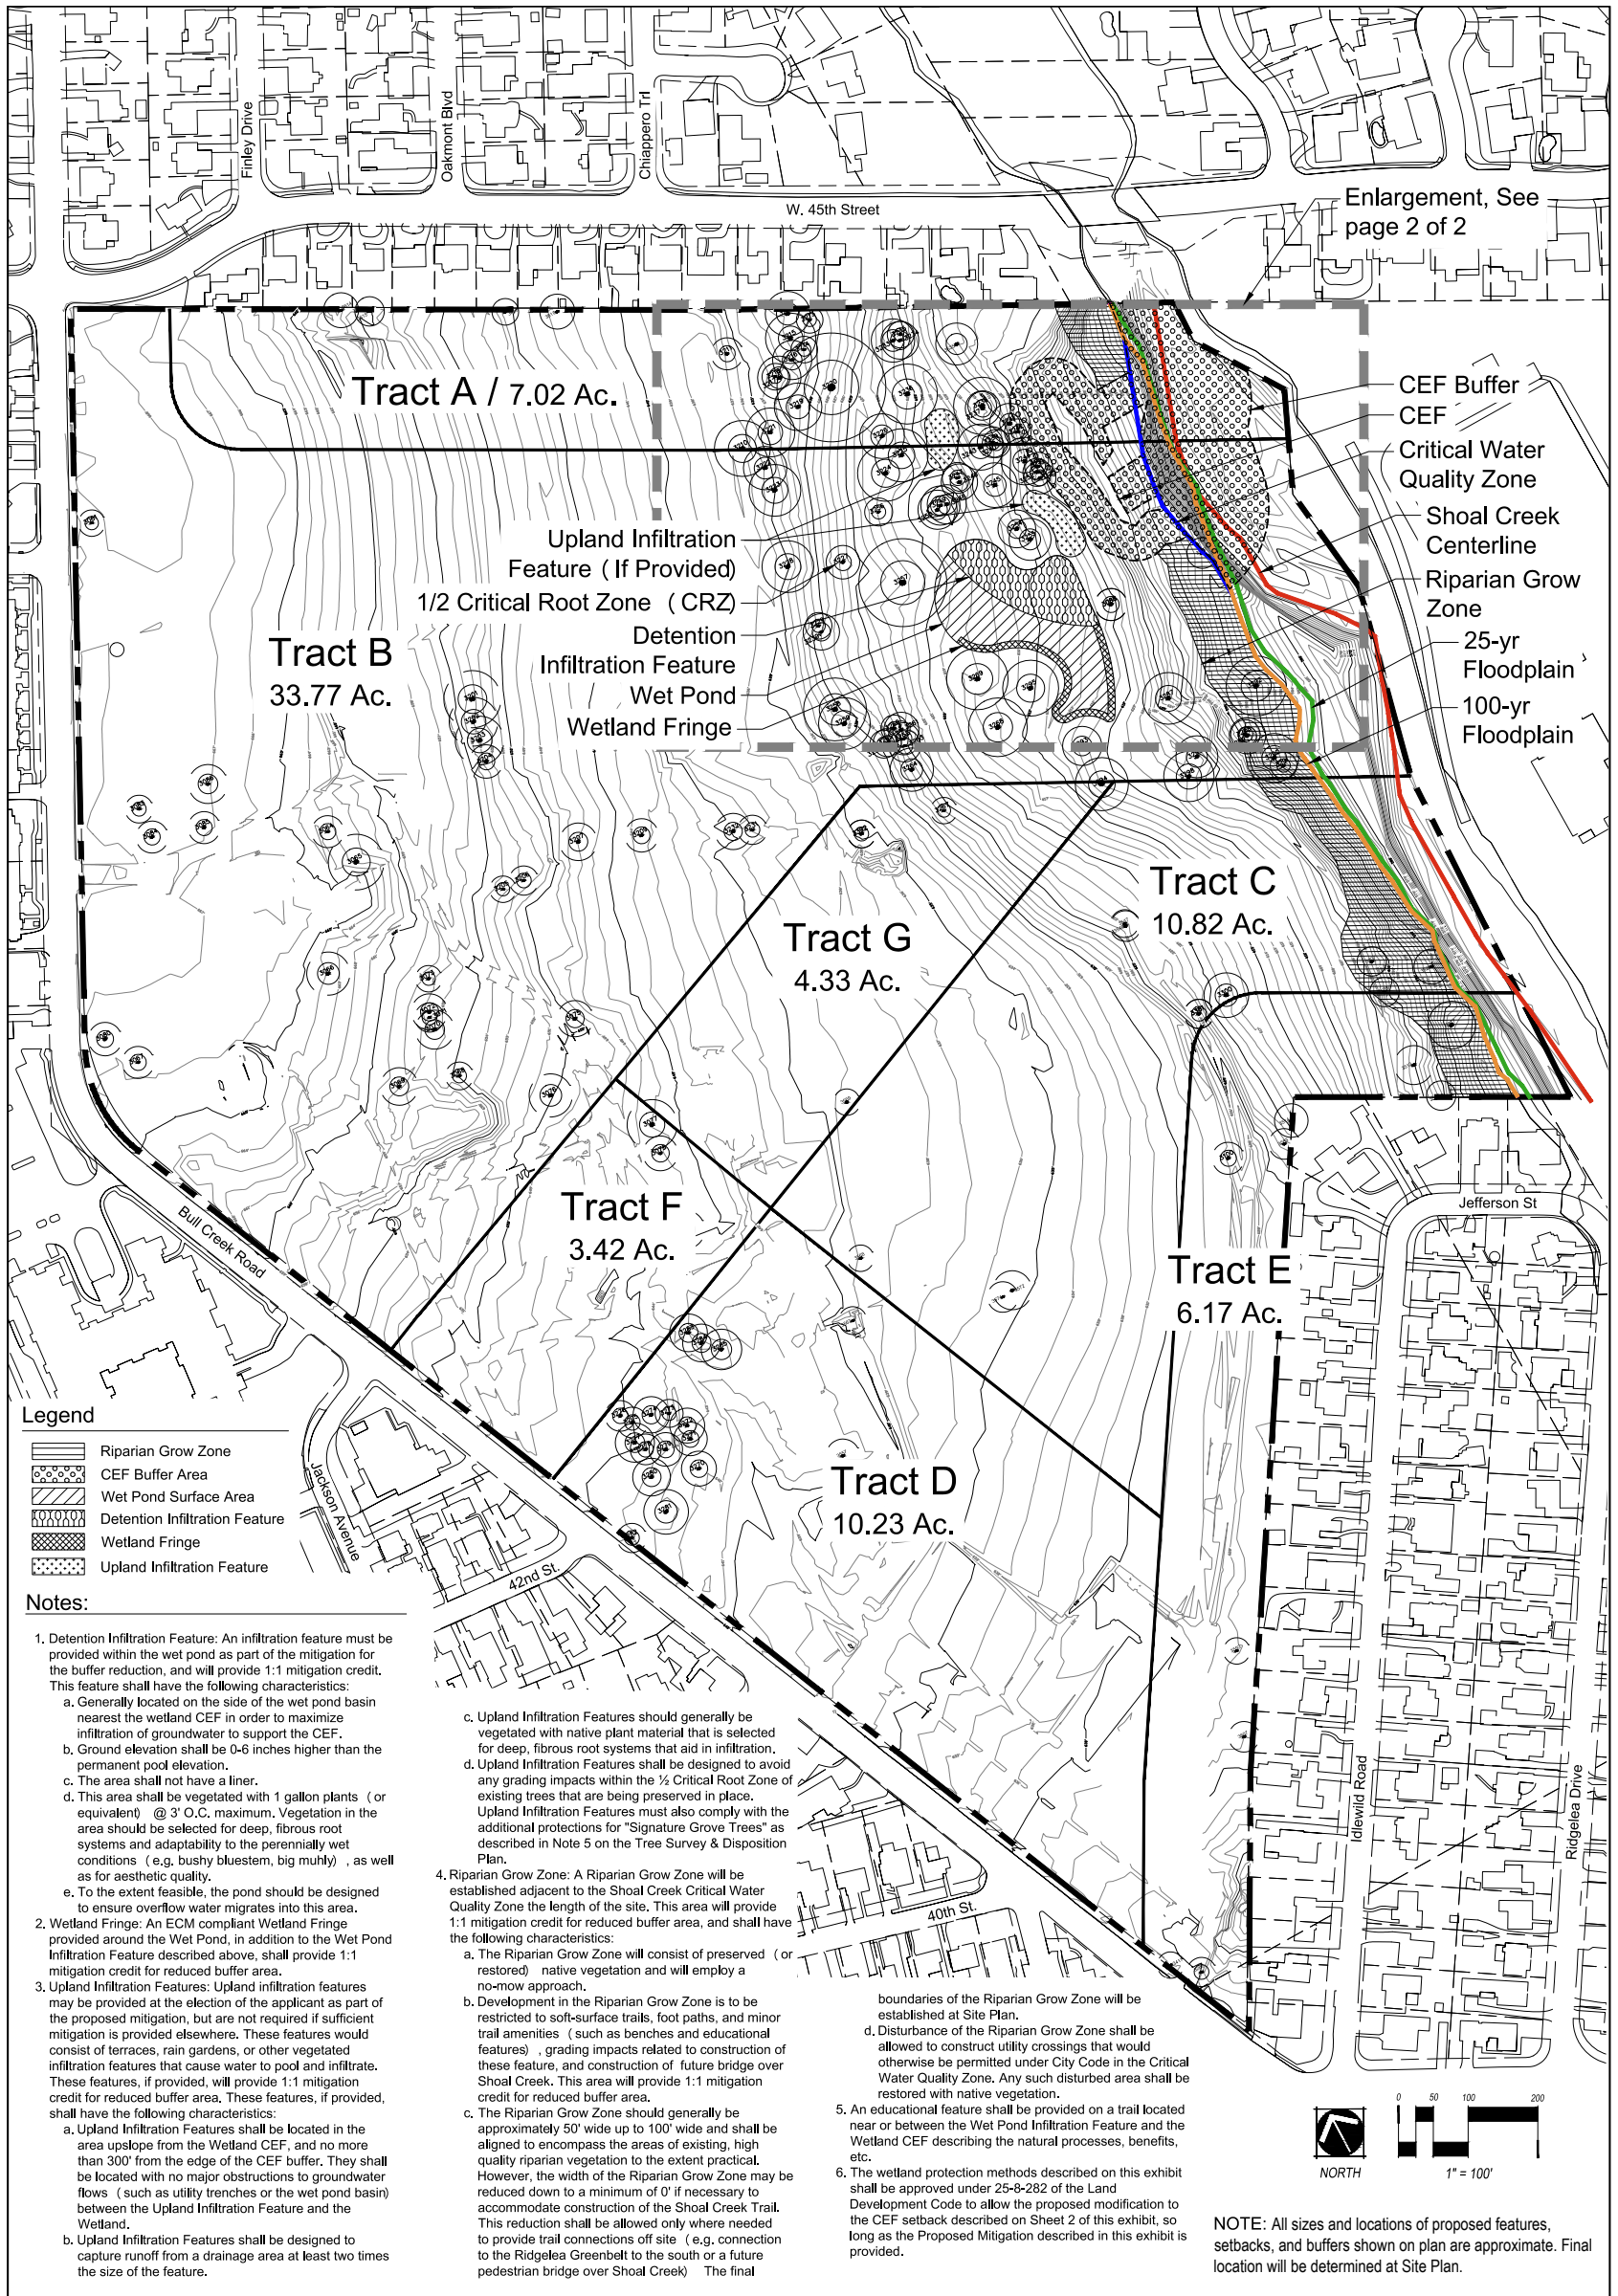 Finley Drive
Oakmont Blvd
Chiappero Trl
W. 45th Street
Enlargement, See
page 2 of 2
Tract A / 7.02 Ac.
CEF Buffer
CEF
Critical Water
Quality Zone
Shoal Creek
Centerline
Riparian Grow
Zone
25-yr
Floodplain
100-yr
Floodplain
Upland Infiltration
Feature (If Provided)
1/2 Critical Root Zone (CRZ)
Detention
Infiltration Feature
Wet Pond
Wetland Fringe
Tract B
33.77 Ac.
Tract C
10.82 Ac.
Tract G
4.33 Ac.
Tract F
3.42 Ac.
Tract E
6.17 Ac.
Tract D
10.23 Ac.
Bull Creek Road
Jefferson St
Jackson Avenue
42nd St.
40th St.
Idlewild Road
Ridgelea Drive
Legend
Riparian Grow Zone
CEF Buffer Area
Wet Pond Surface Area
Detention Infiltration Feature
Wetland Fringe
Upland Infiltration Feature
Notes:
1. Detention Infiltration Feature: An infiltration feature must be
provided within the wet pond as part of the mitigation for
the buffer reduction, and will provide 1:1 mitigation credit.
This feature shall have the following characteristics:
a. Generally located on the side of the wet pond basin
nearest the wetland CEF in order to maximize
infiltration of groundwater to support the CEF.
b. Ground elevation shall be 0-6 inches higher than the
permanent pool elevation.
c. The area shall not have a liner.
d. This area shall be vegetated with 1 gallon plants (or
equivalent) @ 3' O.C. maximum. Vegetation in the
area should be selected for deep, fibrous root
systems and adaptability to the perennially wet
conditions (e.g. bushy bluestem, big muhly) , as well
as for aesthetic quality.
e. To the extent feasible, the pond should be designed
to ensure overflow water migrates into this area.
2. Wetland Fringe: An ECM compliant Wetland Fringe
provided around the Wet Pond, in addition to the Wet Pond
Infiltration Feature described above, shall provide 1:1
mitigation credit for reduced buffer area.
3. Upland Infiltration Features: Upland infiltration features
may be provided at the election of the applicant as part of
the proposed mitigation, but are not required if sufficient
mitigation is provided elsewhere. These features would
consist of terraces, rain gardens, or other vegetated
infiltration features that cause water to pool and infiltrate.
These features, if provided, will provide 1:1 mitigation
credit for reduced buffer area. These features, if provided,
shall have the following characteristics:
a. Upland Infiltration Features shall be located in the
area upslope from the Wetland CEF, and no more
than 300' from the edge of the CEF buffer. They shall
be located with no major obstructions to groundwater
flows (such as utility trenches or the wet pond basin)
between the Upland Infiltration Feature and the
Wetland.
b. Upland Infiltration Features shall be designed to
capture runoff from a drainage area at least two times
the size of the feature.
c. Upland Infiltration Features should generally be
vegetated with native plant material that is selected
for deep, fibrous root systems that aid in infiltration.
d. Upland Infiltration Features shall be designed to avoid
any grading impacts within the ½ Critical Root Zone of
existing trees that are being preserved in place.
Upland Infiltration Features must also comply with the
additional protections for "Signature Grove Trees" as
described in Note 5 on the Tree Survey & Disposition
Plan.
4. Riparian Grow Zone: A Riparian Grow Zone will be
established adjacent to the Shoal Creek Critical Water
Quality Zone the length of the site. This area will provide
1:1 mitigation credit for reduced buffer area, and shall have
the following characteristics:
a. The Riparian Grow Zone will consist of preserved (or
restored) native vegetation and will employ a
no-mow approach.
b. Development in the Riparian Grow Zone is to be
restricted to soft-surface trails, foot paths, and minor
trail amenities (such as benches and educational
features) , grading impacts related to construction of
these feature, and construction of future bridge over
Shoal Creek. This area will provide 1:1 mitigation
credit for reduced buffer area.
c. The Riparian Grow Zone should generally be
approximately 50' wide up to 100' wide and shall be
aligned to encompass the areas of existing, high
quality riparian vegetation to the extent practical.
However, the width of the Riparian Grow Zone may be
reduced down to a minimum of 0' if necessary to
accommodate construction of the Shoal Creek Trail.
This reduction shall be allowed only where needed
to provide trail connections off site (e.g. connection
to the Ridgelea Greenbelt to the south or a future
pedestrian bridge over Shoal Creek) The final
boundaries of the Riparian Grow Zone will be
established at Site Plan.
d. Disturbance of the Riparian Grow Zone shall be
allowed to construct utility crossings that would
otherwise be permitted under City Code in the Critical
Water Quality Zone. Any such disturbed area shall be
restored with native vegetation.
5. An educational feature shall be provided on a trail located
near or between the Wet Pond Infiltration Feature and the
Wetland CEF describing the natural processes, benefits,
etc.
6. The wetland protection methods described on this exhibit
shall be approved under 25-8-282 of the Land
Development Code to allow the proposed modification to
the CEF setback described on Sheet 2 of this exhibit, so
long as the Proposed Mitigation described in this exhibit is
provided.
NORTH
0 50 100 200
1" = 100'
NOTE: All sizes and locations of proposed features,
setbacks, and buffers shown on plan are approximate. Final
location will be determined at Site Plan.